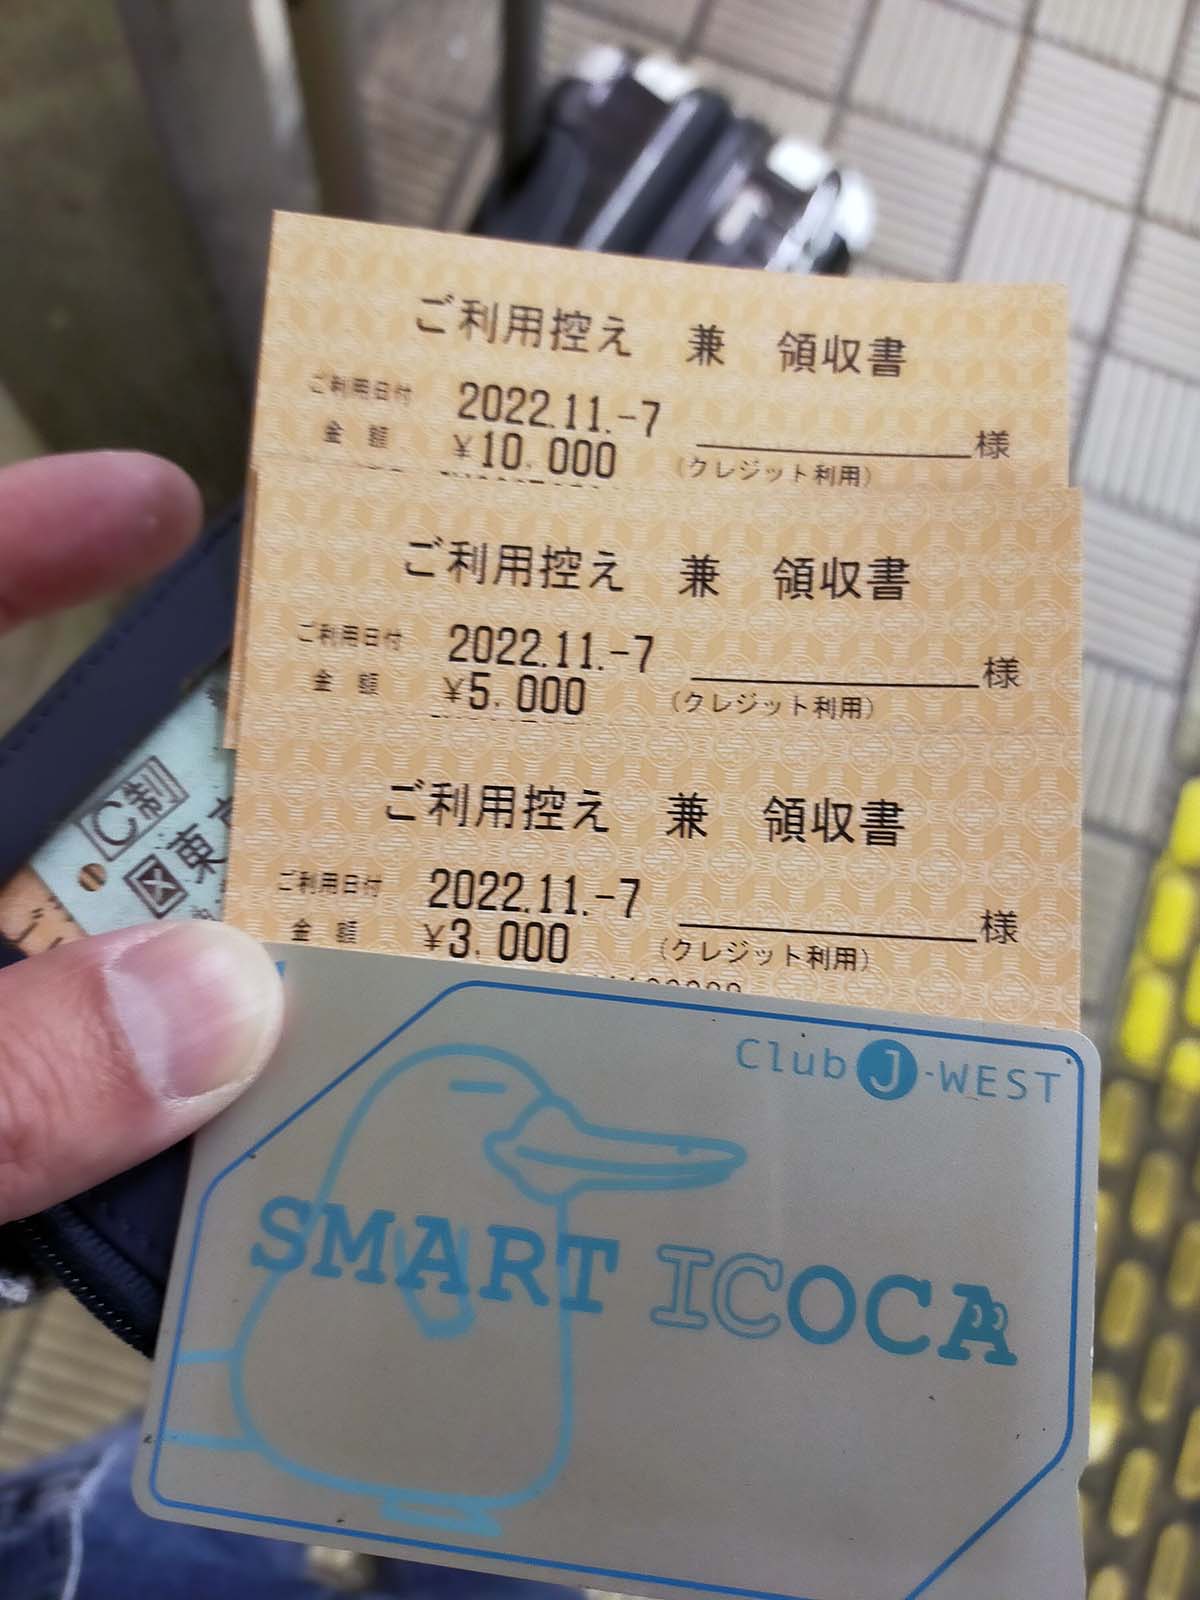 ご利用控え 兼 領収書
ご利用日付 2022.11.-7
金 額 ¥10,000 様
(クレジット利用)
ご利用控え 兼 領収書
ご利用日付 2022.11.-7
金 額 ¥5,000 様
(クレジット利用)
ご利用控え 兼 領収書
ご利用日付 2022.11.-7
金 額 ¥3,000 様
(クレジット利用)
C制
区 東
Club J-WEST
SMART ICOCA